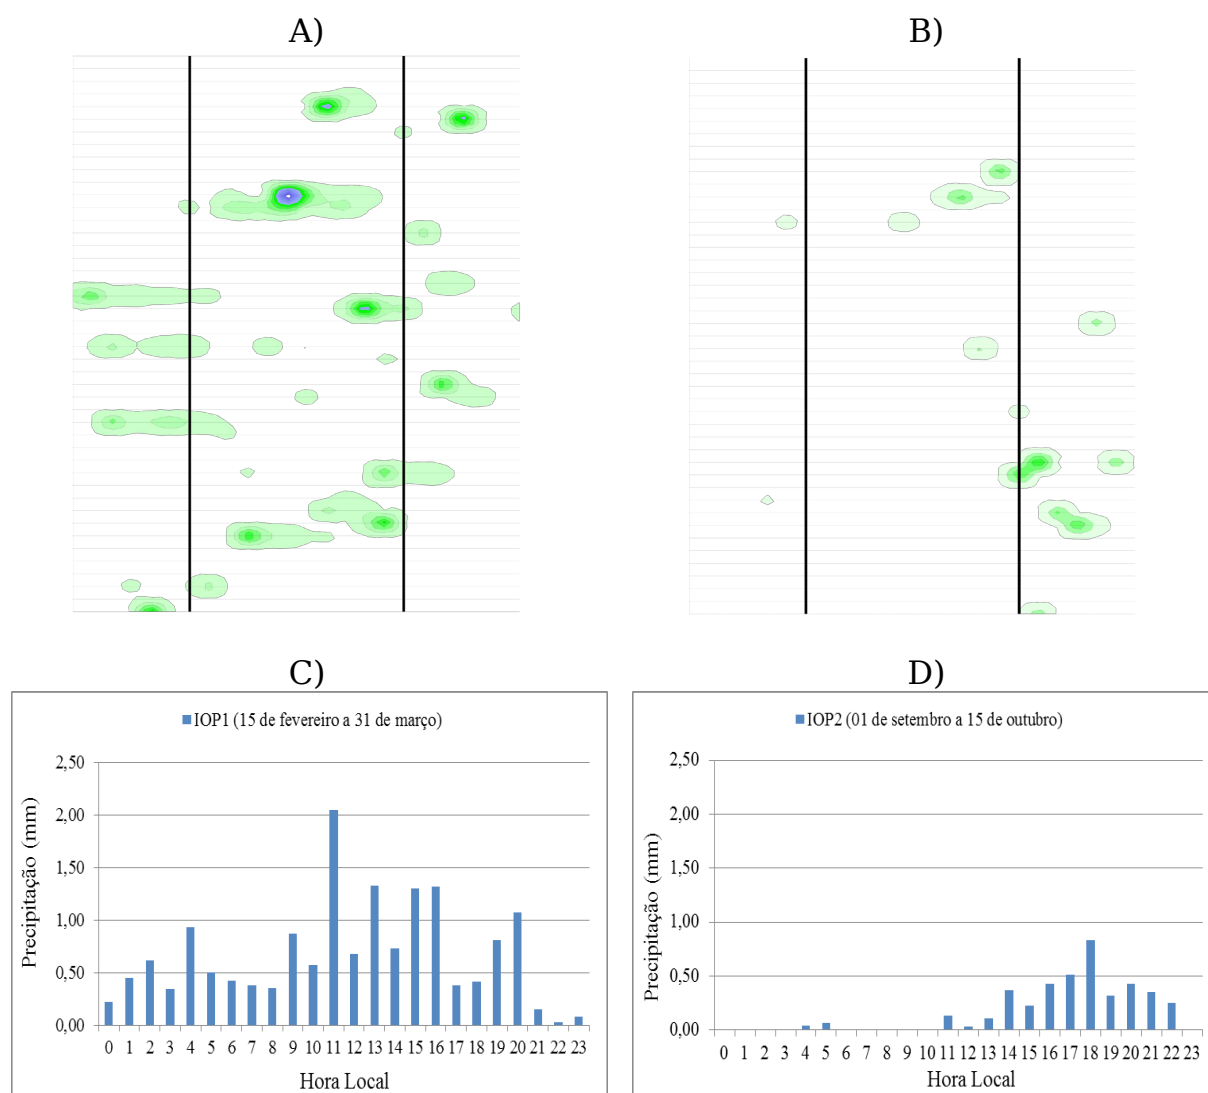 A)
B)
C)
D)
IOP1 (15 de fevereiro a 31 de março)
2,50
2,00
1,50
1,00
0,50
0,00
Precipitação (mm)
0 1 2 3 4 5 6 7 8 9 10 11 12 13 14 15 16 17 18 19 20 21 22 23
Hora Local
IOP2 (01 de setembro a 15 de outubro)
2,50
2,00
1,50
1,00
0,50
0,00
Precipitação (mm)
0 1 2 3 4 5 6 7 8 9 10 11 12 13 14 15 16 17 18 19 20 21 22 23
Hora Local